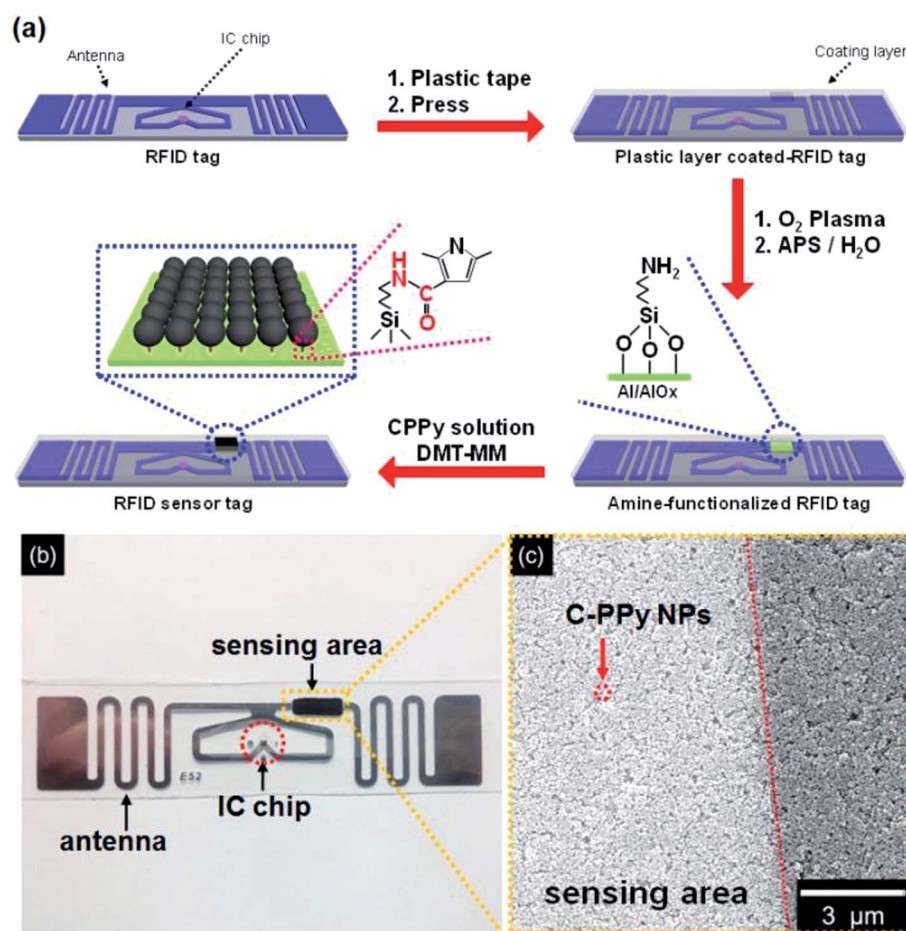 (a)
IC chip
Antenna
RFID tag
1. Plastic tape
2. Press
Coating layer
Plastic layer coated-RFID tag
1. O₂ Plasma
2. APS / H₂O
H
N
C
O
N
Si
NH₂
Si
O O O
Al/AlOx
CPPy solution
DMT-MM
RFID sensor tag
Amine-functionalized RFID tag
(b)
sensing area
E52
IC chip
antenna
(c)
C-PPy NPs
sensing area
3 µm